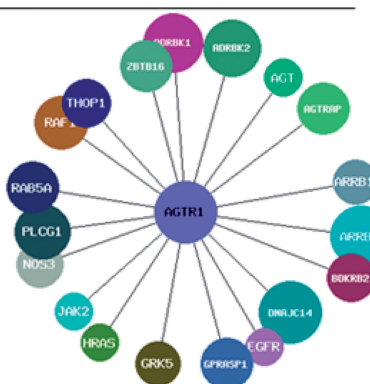 ADRBK1
ADRBK2
ZBTB16
AGT
THOP1
AGTRAP
RAF1
ARRB1
RAB5A
AGTR1
PLCG1
ARRB
NOS3
BDKRB2
JAK2
DNAJC14
HRAS
EGFR
GRK5
GPRASP1